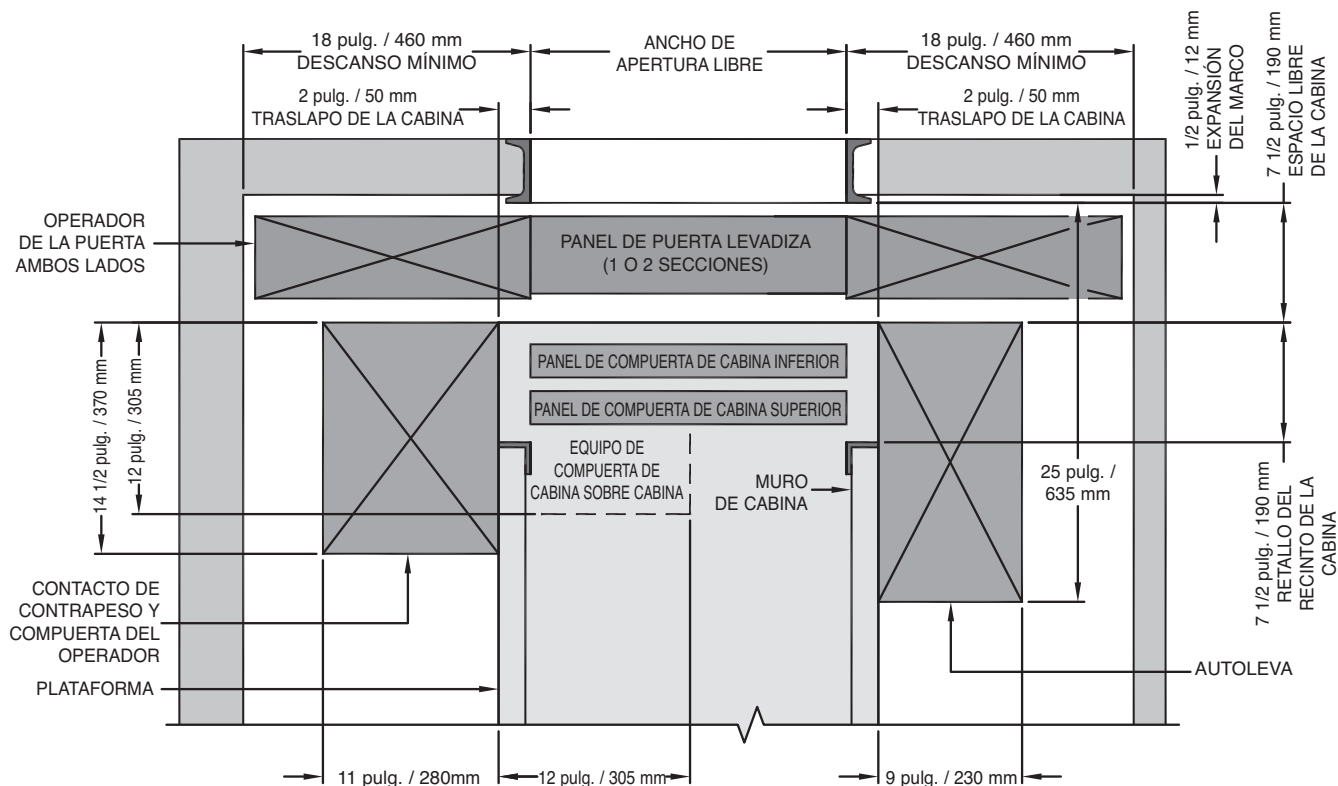 18 pulg. / 460 mm
DESCANSO MÍNIMO
ANCHO DE
APERTURA LIBRE
18 pulg. / 460 mm
DESCANSO MÍNIMO
2 pulg. / 50 mm
TRASLAPO DE LA CABINA
2 pulg. / 50 mm
TRASLAPO DE LA CABINA
1/2 pulg. / 12 mm
EXPANSIÓN
DEL MARCO
7 1/2 pulg. / 190 mm
ESPACIO LIBRE
DE LA CABINA
OPERADOR
DE LA PUERTA
AMBOS LADOS
PANEL DE PUERTA LEVADIZA
(1 O 2 SECCIONES)
14 1/2 pulg. / 370 mm
12 pulg. / 305 mm
PANEL DE COMPUERTA DE CABINA INFERIOR
PANEL DE COMPUERTA DE CABINA SUPERIOR
EQUIPO DE
COMPUERTA DE
CABINA SOBRE CABINA
MURO
DE CABINA
25 pulg. /
635 mm
7 1/2 pulg. / 190 mm
RETALLO DEL
RECINTO DE LA
CABINA
CONTACTO DE
CONTRAPESO Y
COMPUERTA DEL
OPERADOR
PLATAFORMA
AUTOLEVA
11 pulg. / 280mm
12 pulg. / 305 mm
9 pulg. / 230 mm